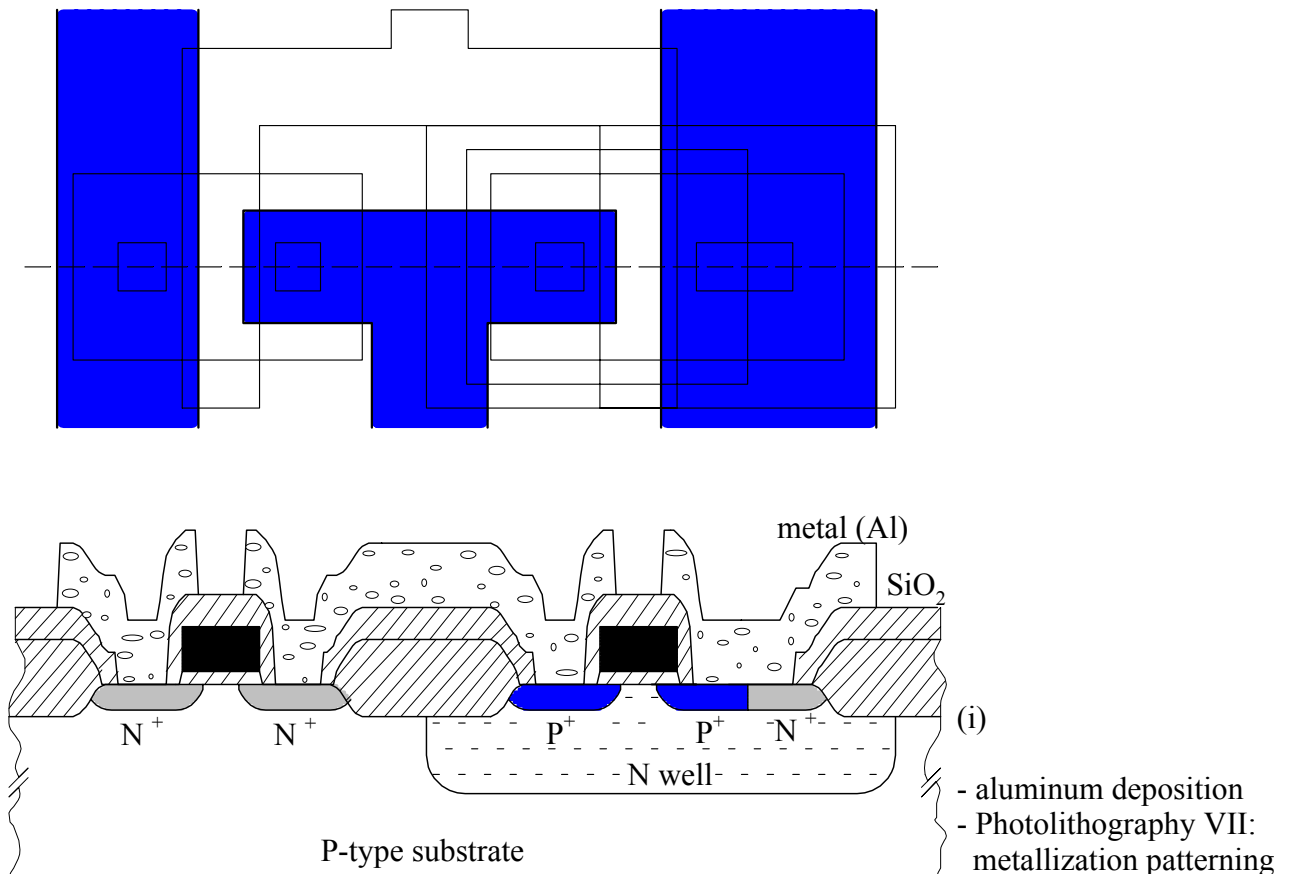 metal (Al)
SiO2
N+
N+
P+
P+
N+
(i)
N well
- aluminum deposition
- Photolithography VII:
metallization patterning
P-type substrate